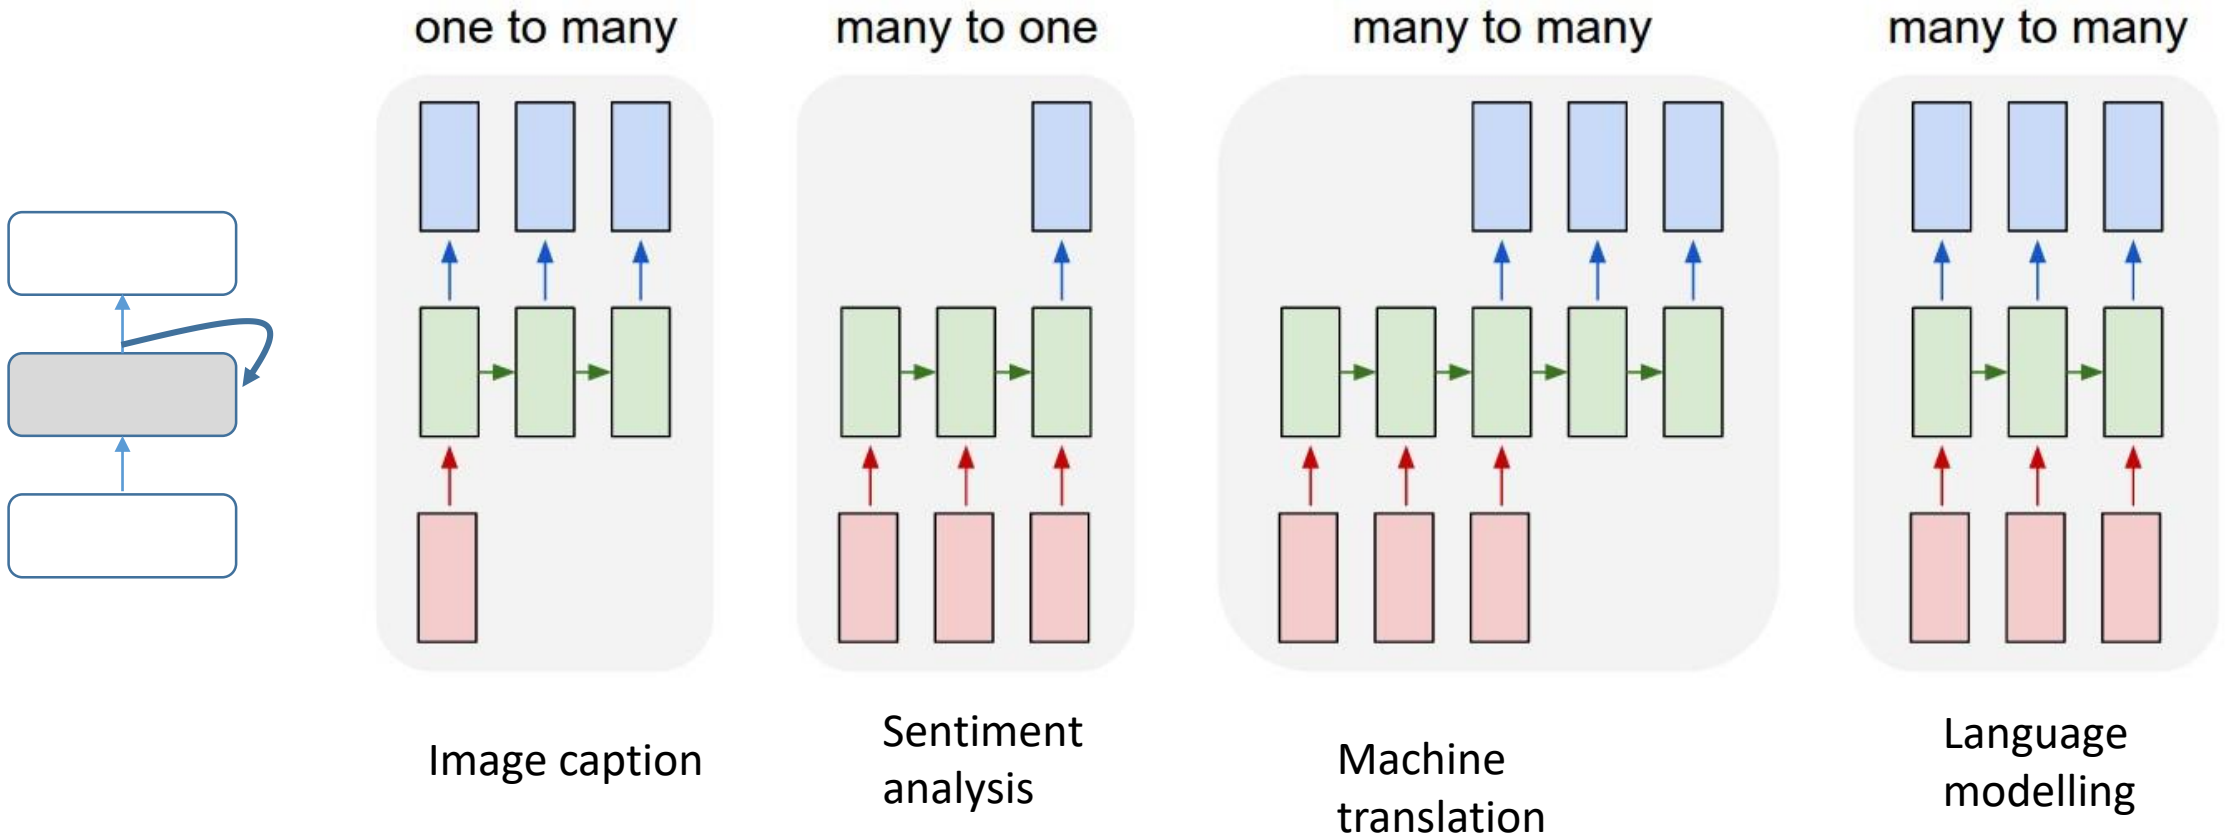 one to many
many to one
many to many
many to many
Image caption
Sentiment
analysis
Machine
translation
Language
modelling